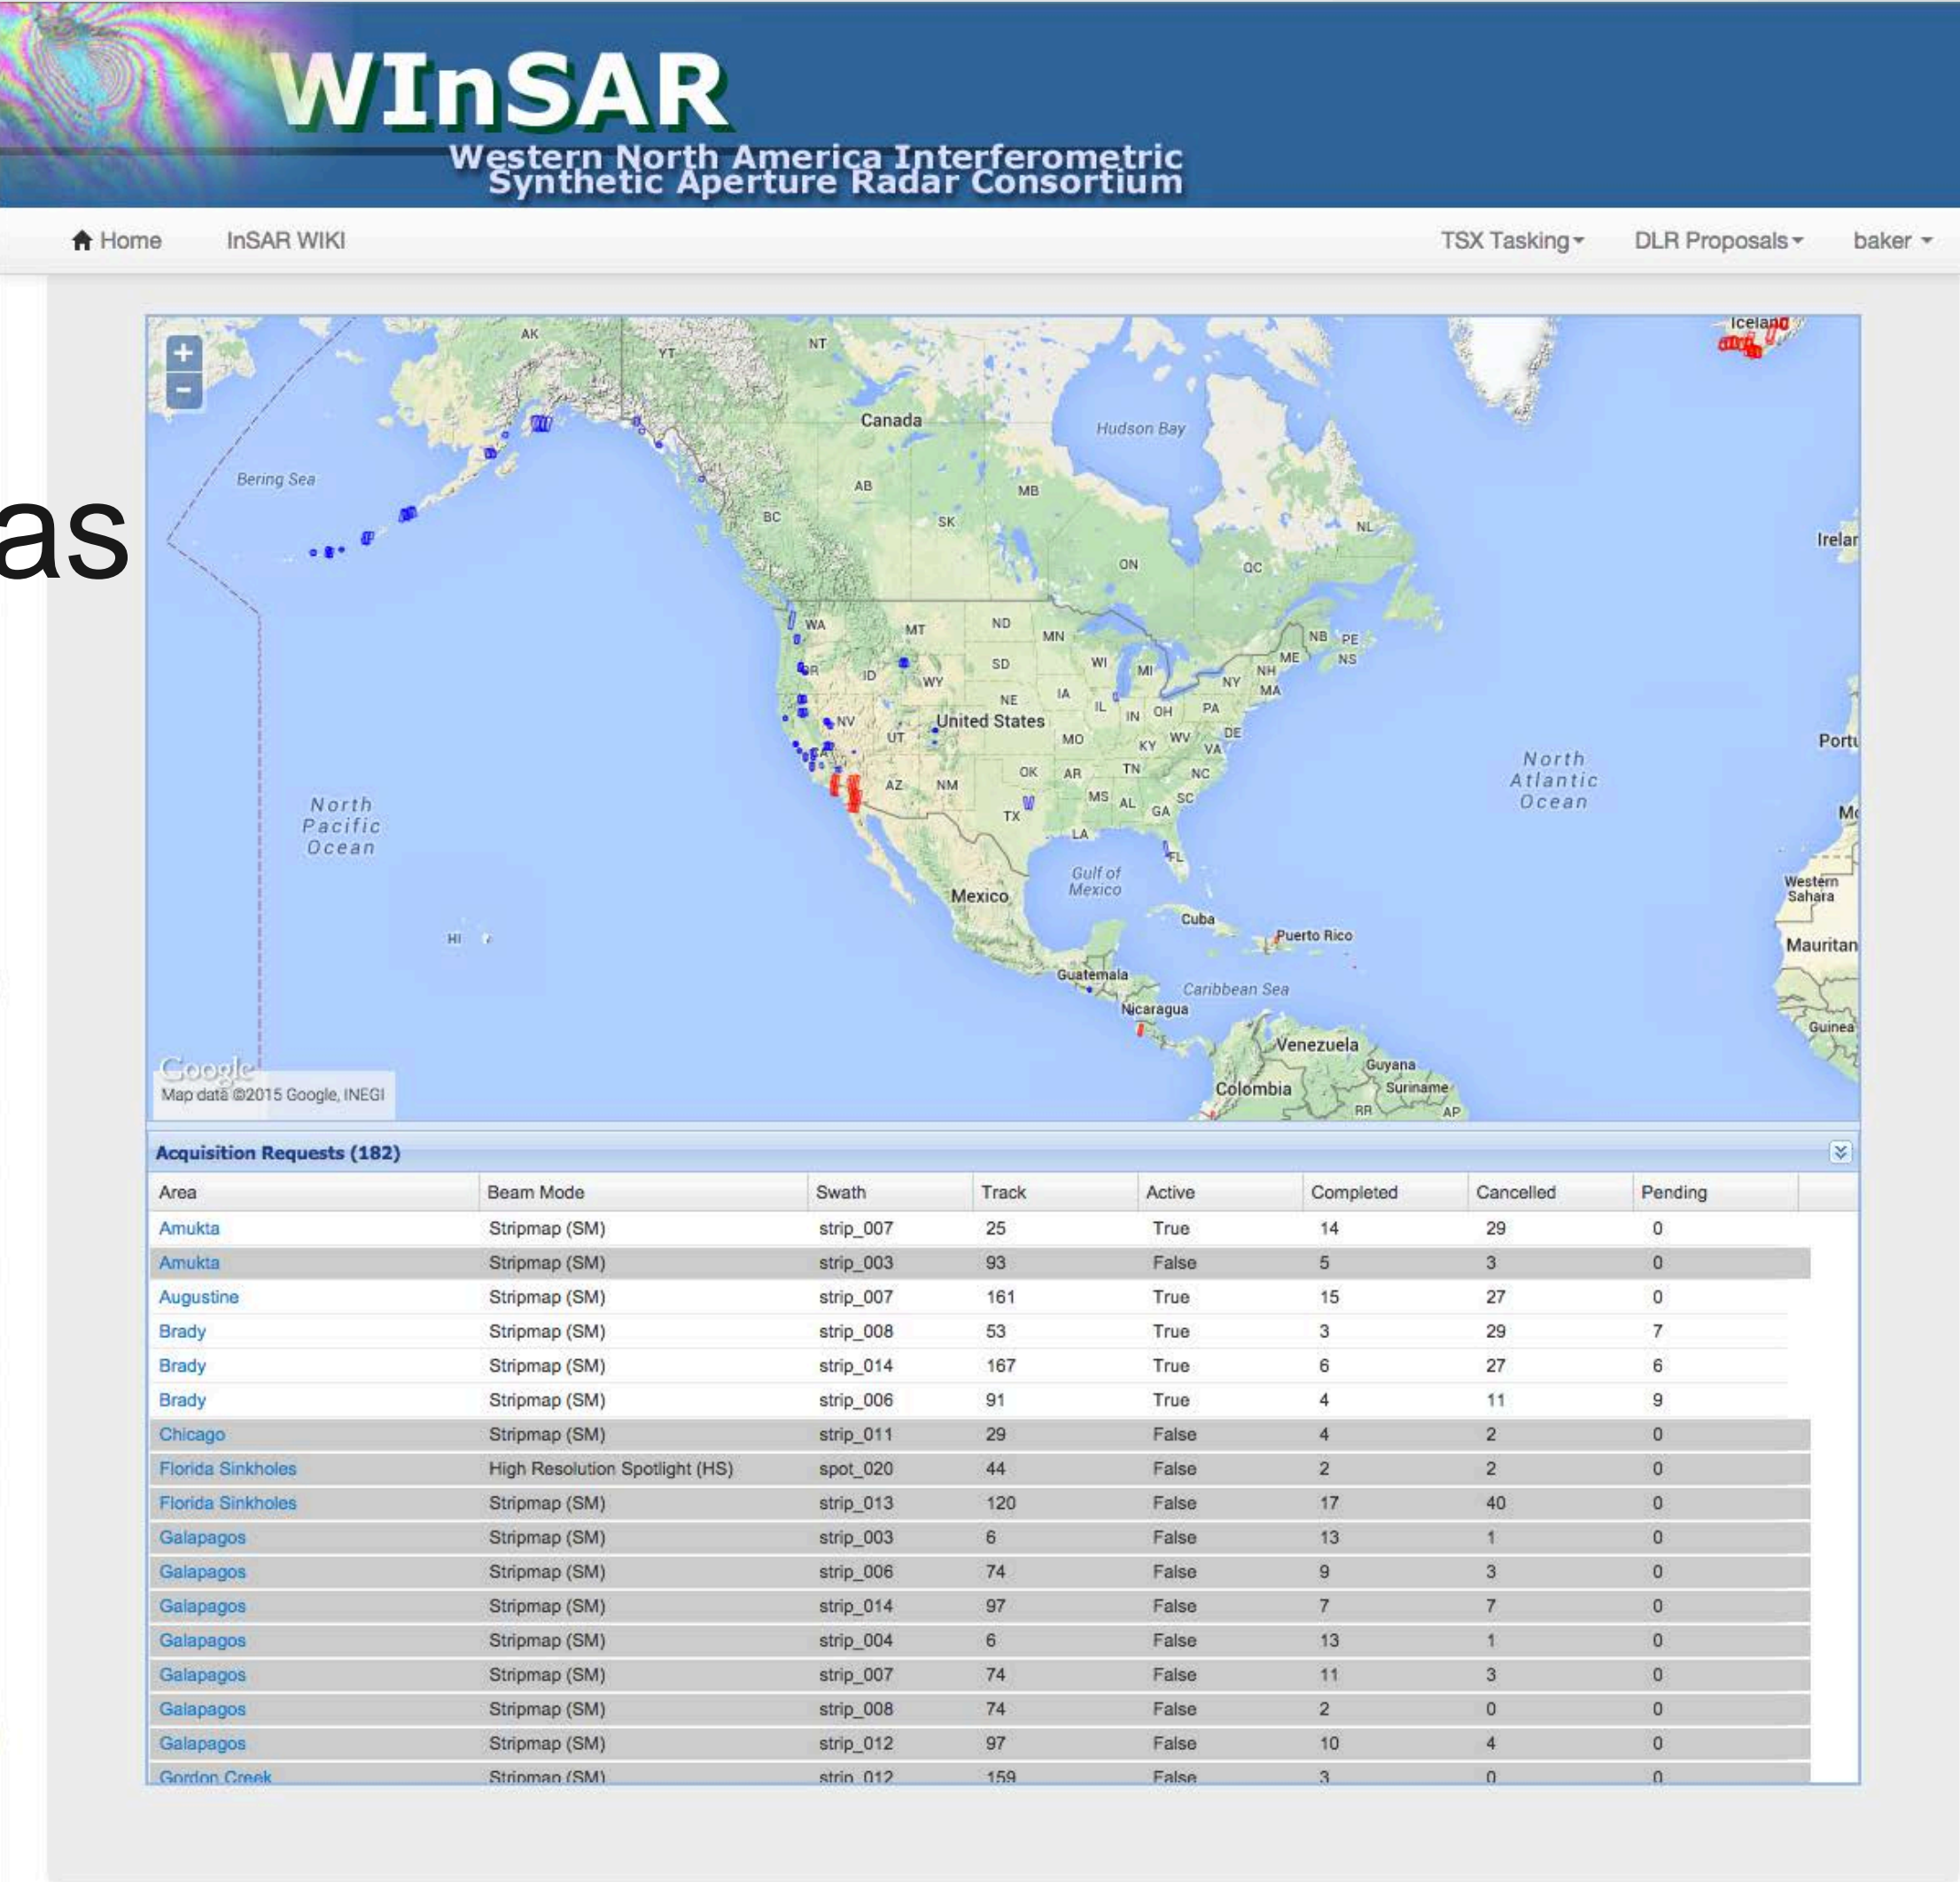 WInSAR
Western North America Interferometric
Synthetic Aperture Radar Consortium
Home InSAR WIKI TSX Tasking DLR Proposals baker
as
+
-
AK
YT
NT
Iceland
Canada
Hudson Bay
Bering Sea
AB
MB
BC
SK
NL
Irelan
ON
QC
WA
MT
ND
MN
NB PE
NS
ME
OR
ID
SD
WI
MI
NH
WY
NY
MA
NE
IA
IL
IN
OH
PA
NV
United States
UT
MO
KY
WV
DE
VA
CA
Portu
North
Atlantic
Ocean
OK
AR
TN
NC
AZ
NM
MS
AL
SC
GA
TX
LA
North
Pacific
Ocean
FL
Gulf of
Mexico
Mexico
Mo
Western
Sahara
Cuba
Puerto Rico
HI
Mauritan
Guatemala
Caribbean Sea
Nicaragua
Guinea
Venezuela
Guyana
Suriname
Colombia
RR
AP
Google
Map data ©2015 Google, INEGI
Acquisition Requests (182)
Area Beam Mode Swath Track Active Completed Cancelled Pending
Amukta Stripmap (SM) strip_007 25 True 14 29 0
Amukta Stripmap (SM) strip_003 93 False 5 3 0
Augustine Stripmap (SM) strip_007 161 True 15 27 0
Brady Stripmap (SM) strip_008 53 True 3 29 7
Brady Stripmap (SM) strip_014 167 True 6 27 6
Brady Stripmap (SM) strip_006 91 True 4 11 9
Chicago Stripmap (SM) strip_011 29 False 4 2 0
Florida Sinkholes High Resolution Spotlight (HS) spot_020 44 False 2 2 0
Florida Sinkholes Stripmap (SM) strip_013 120 False 17 40 0
Galapagos Stripmap (SM) strip_003 6 False 13 1 0
Galapagos Stripmap (SM) strip_006 74 False 9 3 0
Galapagos Stripmap (SM) strip_014 97 False 7 7 0
Galapagos Stripmap (SM) strip_004 6 False 13 1 0
Galapagos Stripmap (SM) strip_007 74 False 11 3 0
Galapagos Stripmap (SM) strip_008 74 False 2 0 0
Galapagos Stripmap (SM) strip_012 97 False 10 4 0
Gordon Creek Stripmap (SM) strip_012 159 False 3 0 0